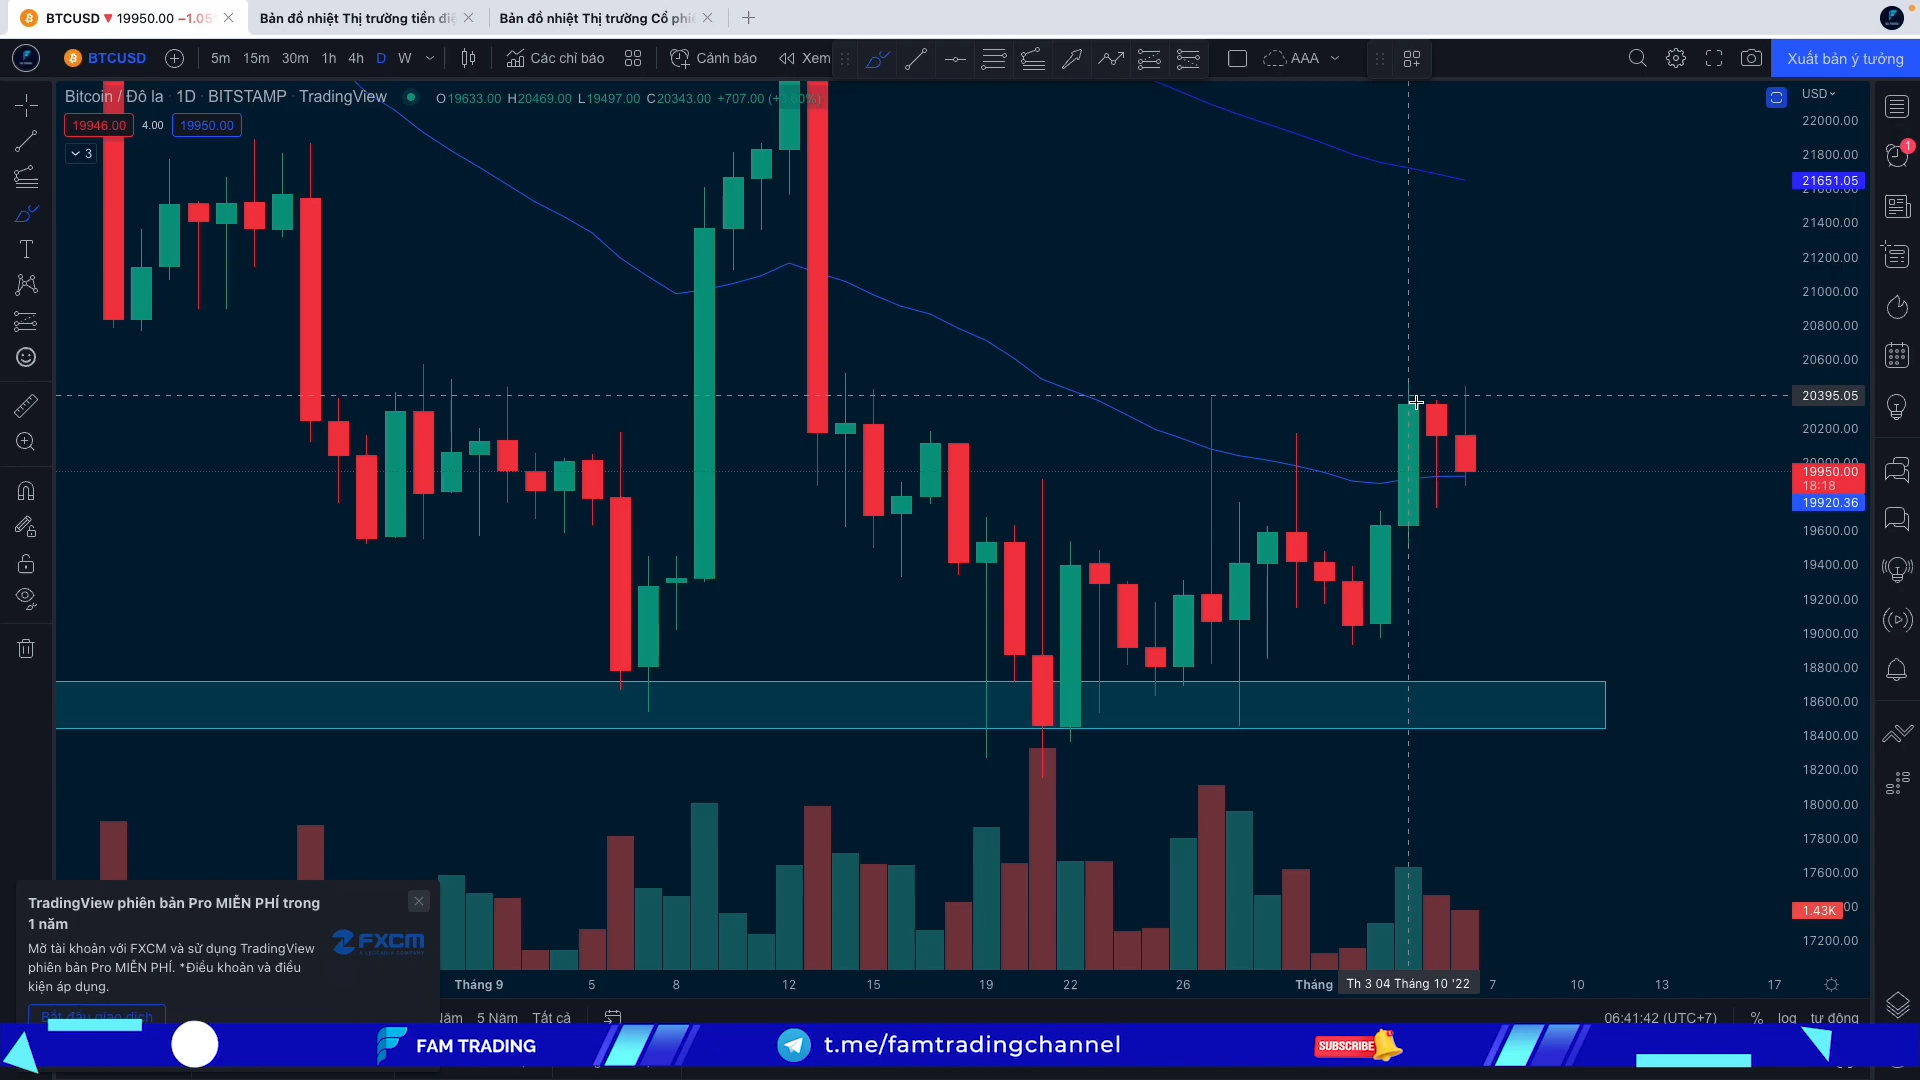 BTCUSD ▼ 19950.00 −1.05
Bản đồ nhiệt Thị trường tiền điệ
Bản đồ nhiệt Thị trường Cổ phiế
BTCUSD
5m 15m 30m 1h 4h D W
Các chỉ báo
Cảnh báo
Xem
AAA
Xuất bản ý tưởng
Bitcoin / Đô la · 1D · BITSTAMP · TradingView
O19633.00 H20469.00 L19497.00 C20343.00 +707.00
19946.00 4.00 19950.00
3
USD
22000.00
21800.00
21651.05
21400.00
21200.00
21000.00
20800.00
20600.00
20395.05
20200.00
19950.00
18:18
19920.36
19600.00
19400.00
19200.00
19000.00
18800.00
18600.00
18400.00
18200.00
18000.00
17800.00
17600.00
1.43K
17200.00
1
TradingView phiên bản Pro MIỄN PHÍ trong
1 năm
Mở tài khoản với FXCM và sử dụng TradingView
phiên bản Pro MIỄN PHÍ. *Điều khoản và điều
kiện áp dụng.
FXCM
Bắt đầu giao dịch
Tháng 9 5 8 12 15 19 22 26 Tháng Th 3 04 Tháng 10 '22 7 10 13 17
5 Năm Tất cả
06:41:42 (UTC+7) % log tự động
FAM TRADING
t.me/famtradingchannel
SUBSCRIBE